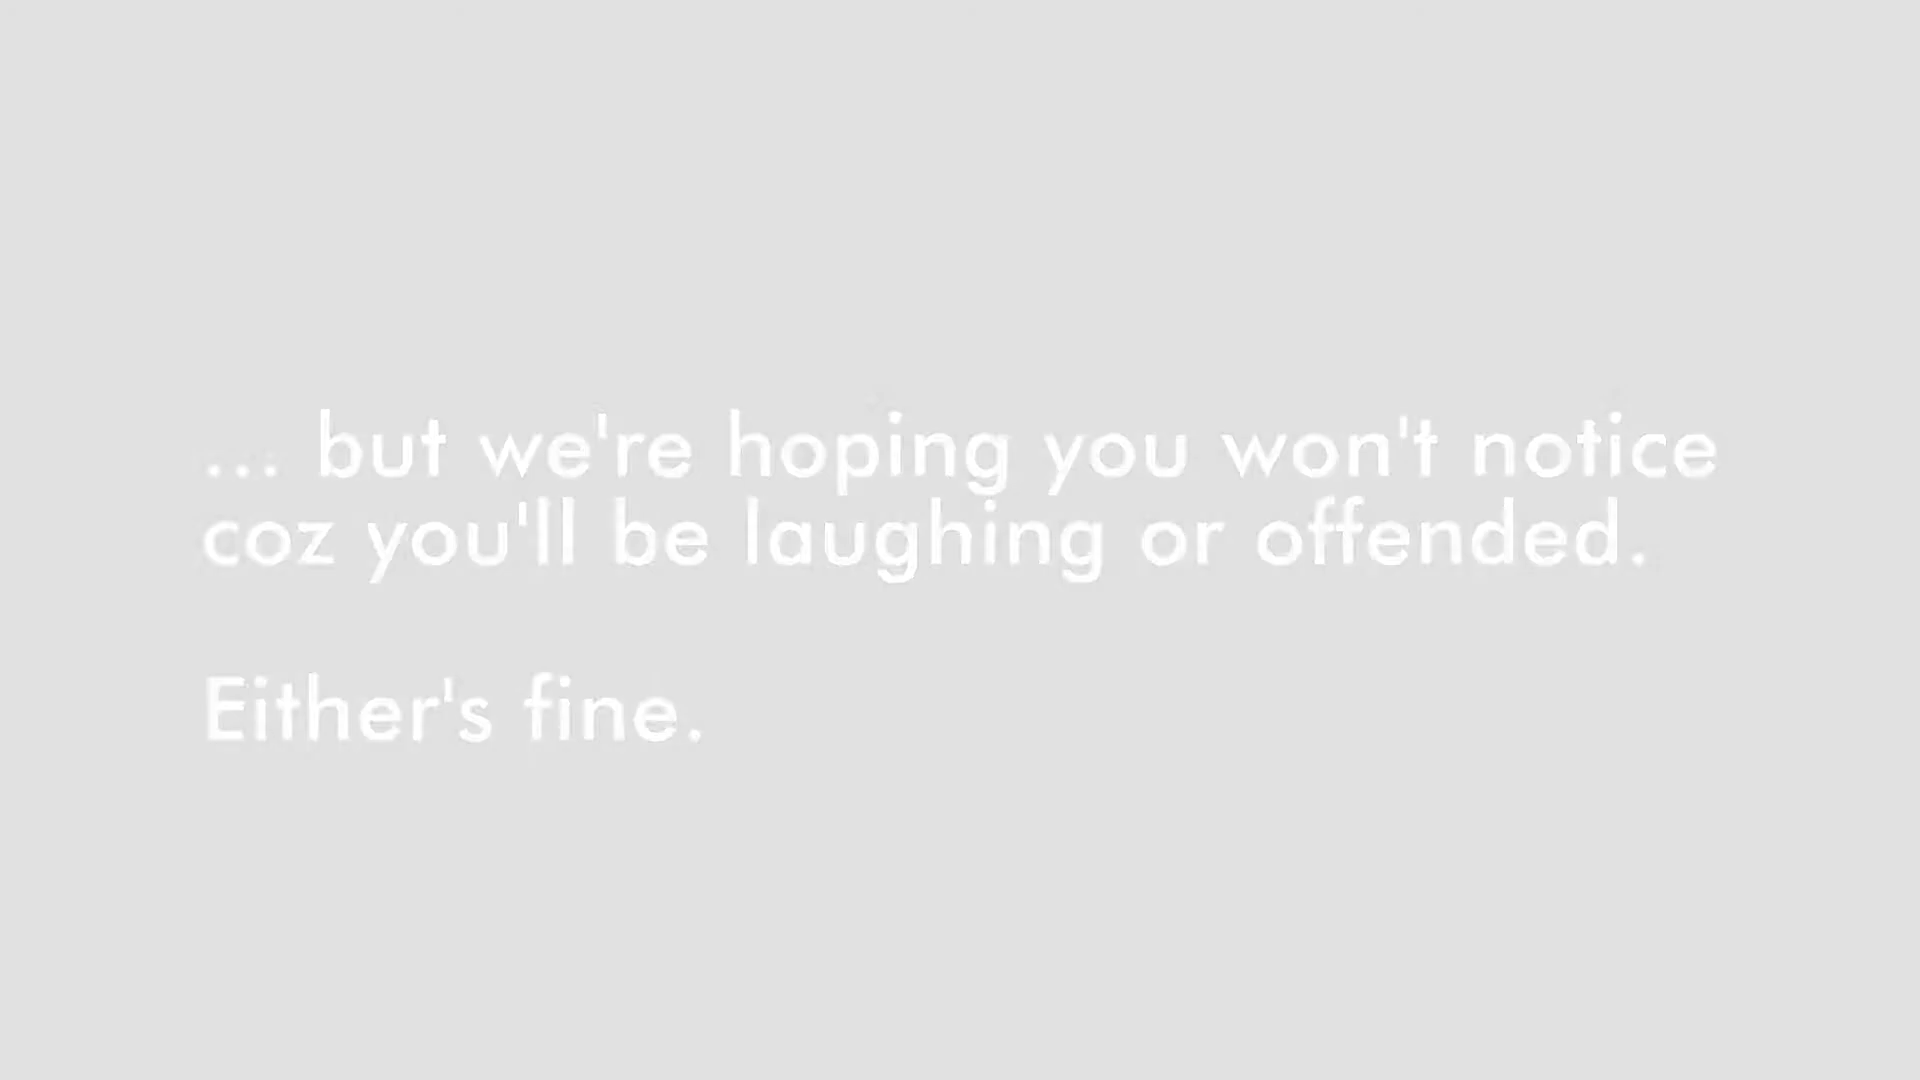 ... but we're hoping you won't notice
coz you'll be laughing or offended.
Either's fine.